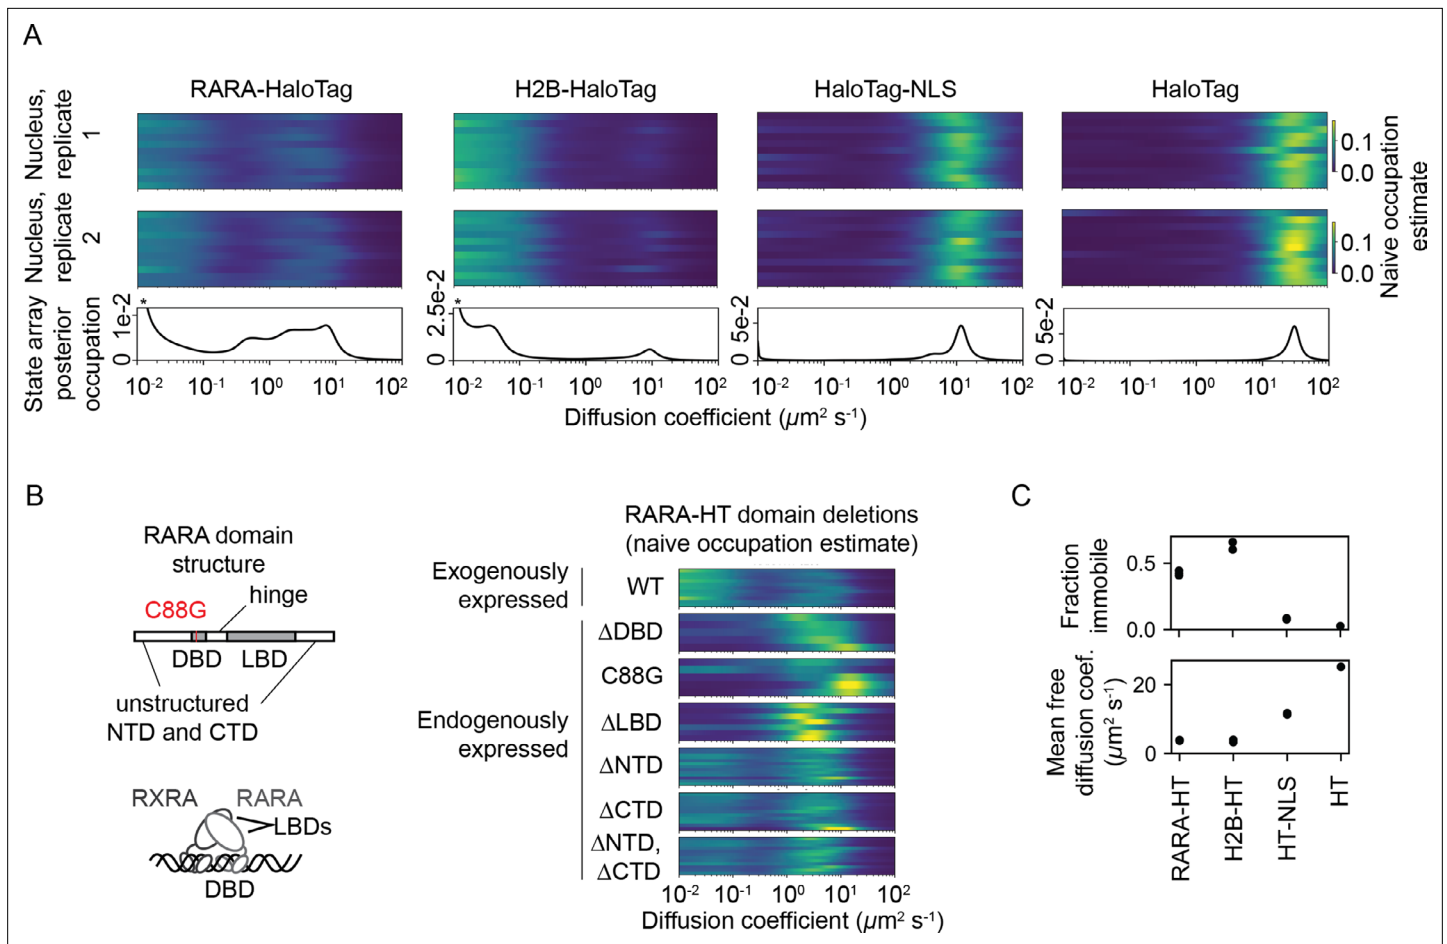 A
RARA-HaloTag
H2B-HaloTag
HaloTag-NLS
HaloTag
Nucleus,
replicate
1
0.1
0.0
Nucleus,
replicate
2
0.1
0.0
Naive occupation
estimate
State array
posterior
occupation
1e-2
0
*
2.5e-2
0
*
5e-2
0
5e-2
0
10-2 10-1 100 101 102
10-2 10-1 100 101 102
10-2 10-1 100 101 102
10-2 10-1 100 101 102
Diffusion coefficient (µm2 s-1)
B
RARA domain
structure
hinge
C88G
DBD
LBD
unstructured
NTD and CTD
RXRA
RARA
LBDs
DBD
RARA-HT domain deletions
(naive occupation estimate)
Exogenously
expressed
WT
Endogenously
expressed
ΔDBD
C88G
ΔLBD
ΔNTD
ΔCTD
ΔNTD,
ΔCTD
10-2 10-1 100 101 102
Diffusion coefficient (µm2 s-1)
C
Fraction
immobile
0.5
0.0
Mean free
diffusion coef.
(µm2 s-1)
20
0
RARA-HT
H2B-HT
HT-NLS
HT